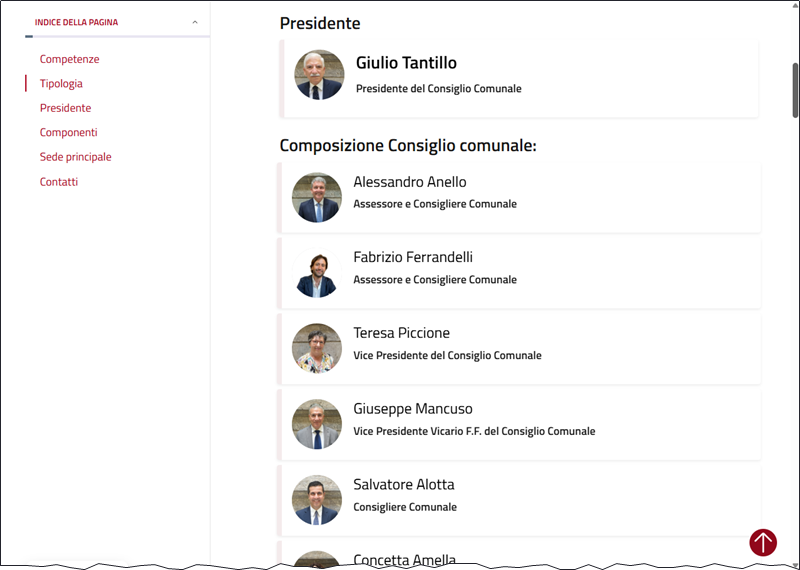 INDICE DELLA PAGINA
Competenze
Tipologia
Presidente
Componenti
Sede principale
Contatti
Presidente
Giulio Tantillo
Presidente del Consiglio Comunale
Composizione Consiglio comunale:
Alessandro Anello
Assessore e Consigliere Comunale
Fabrizio Ferrandelli
Assessore e Consigliere Comunale
Teresa Piccione
Vice Presidente del Consiglio Comunale
Giuseppe Mancuso
Vice Presidente Vicario F.F. del Consiglio Comunale
Salvatore Alotta
Consigliere Comunale
Concetta Amella